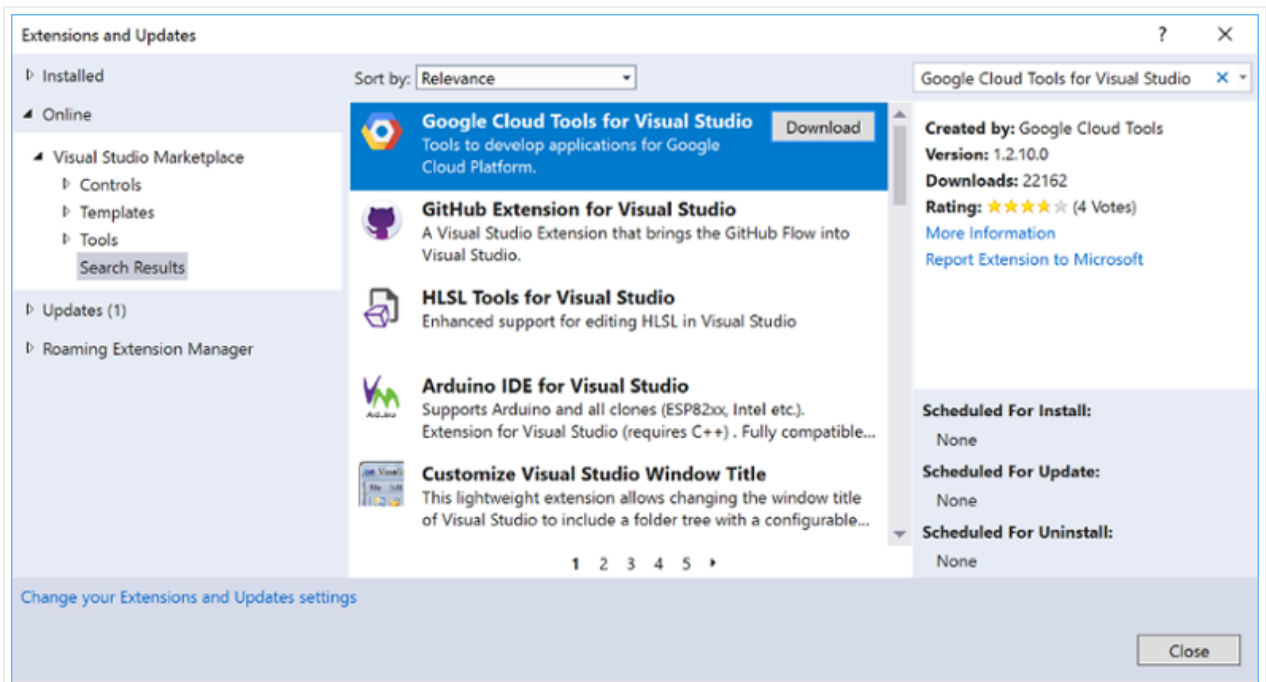 Extensions and Updates
?
Installed
Online
Visual Studio Marketplace
Controls
Templates
Tools
Search Results
Updates (1)
Roaming Extension Manager
Sort by: Relevance
Google Cloud Tools for Visual Studio
Download
Tools to develop applications for Google
Cloud Platform.
GitHub Extension for Visual Studio
A Visual Studio Extension that brings the GitHub Flow into
Visual Studio.
HLSL Tools for Visual Studio
Enhanced support for editing HLSL in Visual Studio
Arduino IDE for Visual Studio
Supports Arduino and all clones (ESP82xx, Intel etc.).
Extension for Visual Studio (requires C++) . Fully compatible...
Customize Visual Studio Window Title
This lightweight extension allows changing the window title
of Visual Studio to include a folder tree with a configurable...
1 2 3 4 5
Google Cloud Tools for Visual Studio
Created by: Google Cloud Tools
Version: 1.2.10.0
Downloads: 22162
Rating: (4 Votes)
More Information
Report Extension to Microsoft
Scheduled For Install:
None
Scheduled For Update:
None
Scheduled For Uninstall:
None
Change your Extensions and Updates settings
Close